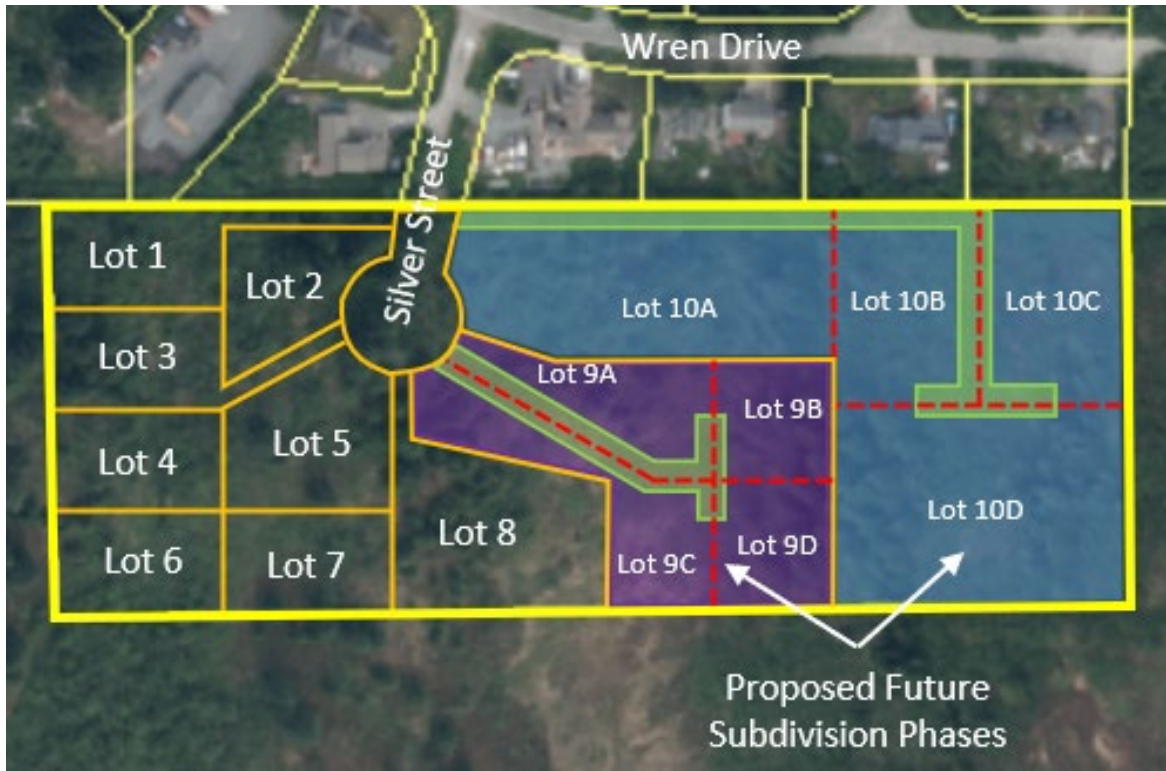 Wren Drive
Silver Street
Lot 1
Lot 2
Lot 3
Lot 4
Lot 5
Lot 6
Lot 7
Lot 8
Lot 9A
Lot 9B
Lot 9C
Lot 9D
Lot 10A
Lot 10B
Lot 10C
Lot 10D
Proposed Future
Subdivision Phases